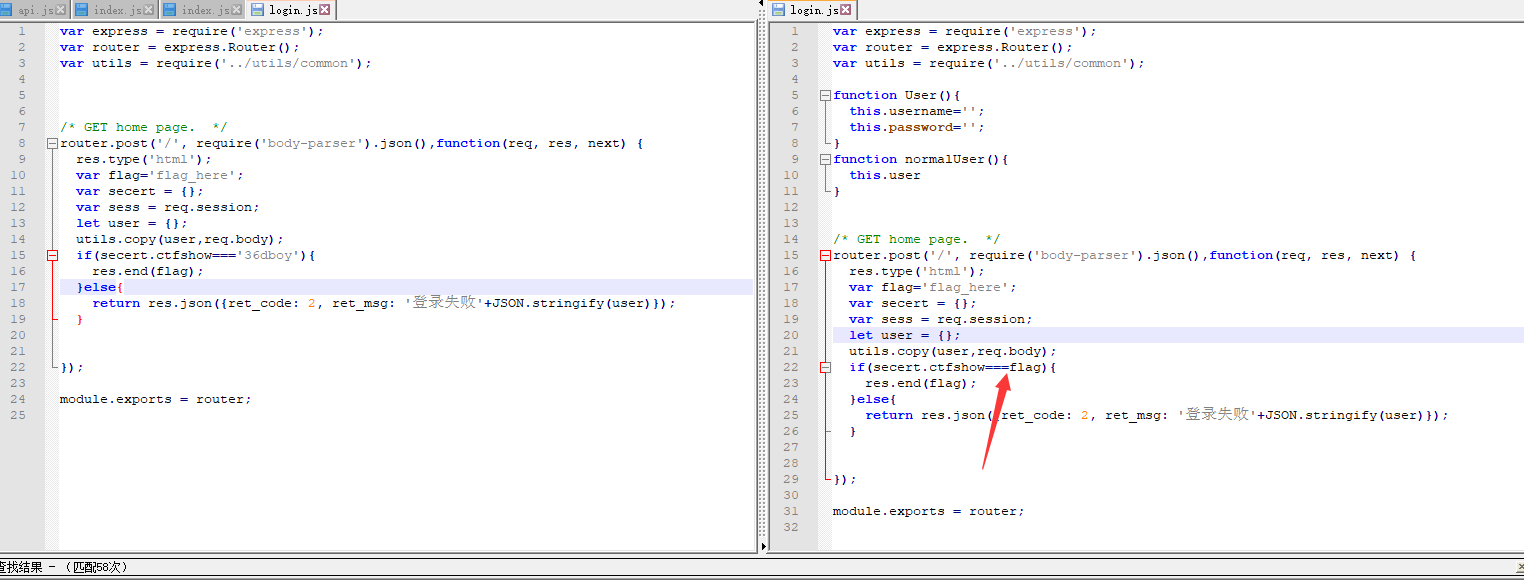 api.js index.js index.js login.js
1 var express = require('express');
2 var router = express.Router();
3 var utils = require('../utils/common');
4
5
6
7 /* GET home page.  */
8 router.post('/', require('body-parser').json(),function(req, res, next) {
9   res.type('html');
10   var flag='flag_here';
11   var secert = {};
12   var sess = req.session;
13   let user = {};
14   utils.copy(user,req.body);
15   if(secert.ctfshow==='36dboy'){
16     res.end(flag);
17   }else{
18     return res.json({ret_code: 2, ret_msg: '登录失败'+JSON.stringify(user)});
19   }
20
21
22 });
23
24 module.exports = router;
25
login.js
1 var express = require('express');
2 var router = express.Router();
3 var utils = require('../utils/common');
4
5 function User(){
6   this.username='';
7   this.password='';
8 }
9 function normalUser(){
10   this.user
11 }
12
13
14 /* GET home page.  */
15 router.post('/', require('body-parser').json(),function(req, res, next) {
16   res.type('html');
17   var flag='flag_here';
18   var secert = {};
19   var sess = req.session;
20   let user = {};
21   utils.copy(user,req.body);
22   if(secert.ctfshow===flag){
23     res.end(flag);
24   }else{
25     return res.json({ret_code: 2, ret_msg: '登录失败'+JSON.stringify(user)});
26   }
27
28
29 });
30
31 module.exports = router;
32
查找结果 - （匹配58次）